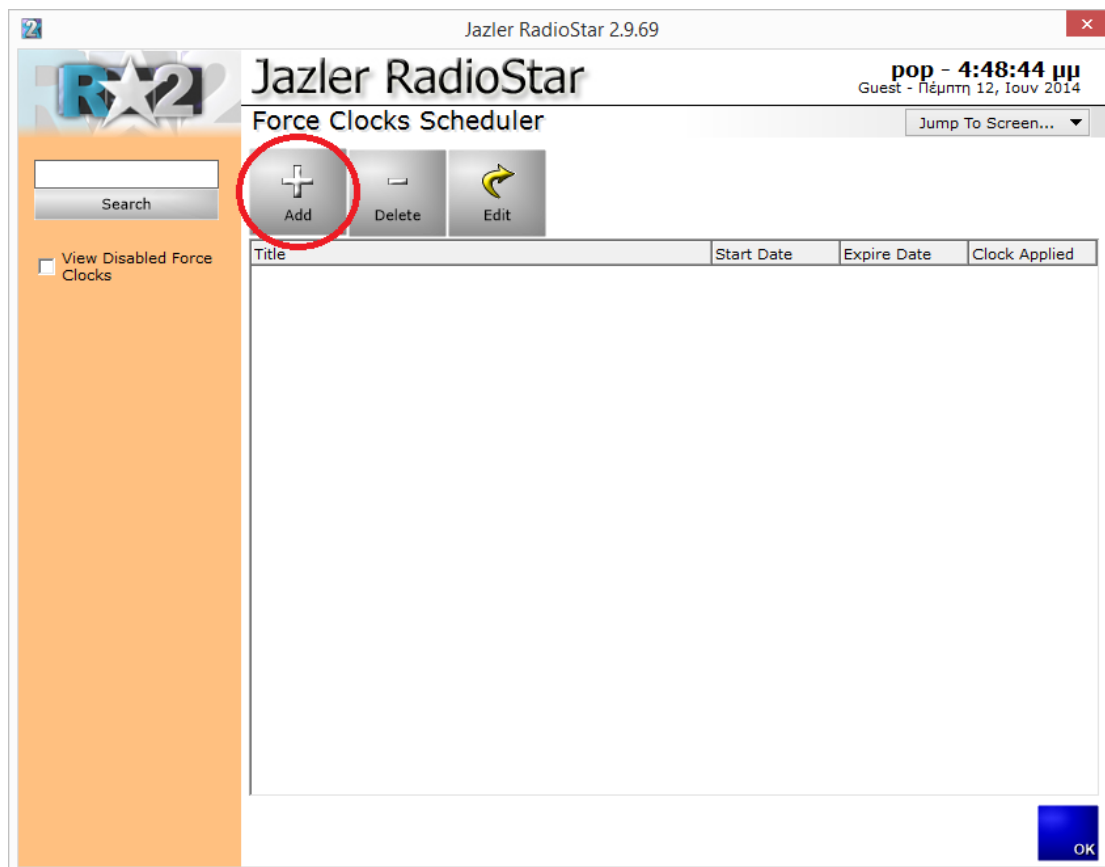 2
Jazler RadioStar 2.9.69
R★2
Jazler RadioStar
pop - 4:48:44 μμ
Guest - Πέμπτη 12, Ιουν 2014
Force Clocks Scheduler
Jump To Screen...
Search
Add
Delete
Edit
View Disabled Force
Clocks
Title
Start Date
Expire Date
Clock Applied
OK